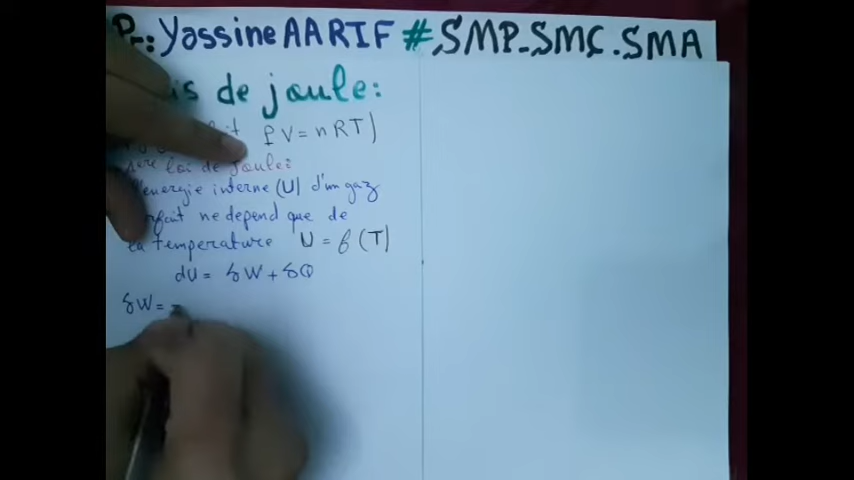 Pr: Yassine AARIF #SMP-SMC.SMA
de joule:
PV = nRT)
loi de joule:
l'energie interne (U) d'un gaz
ne depend que de
la temperature U = f(T)
dU = δW + δQ
δW = -